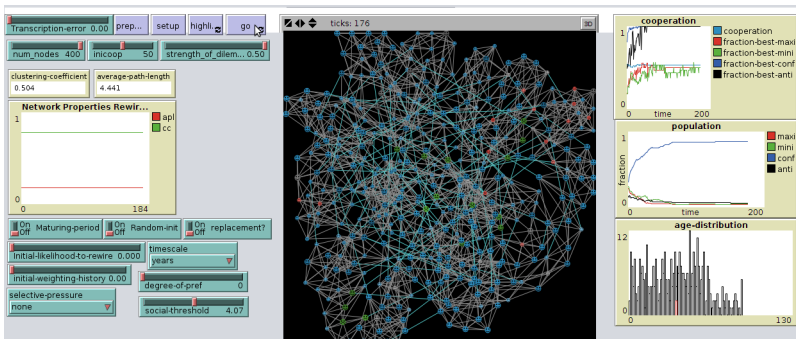 Transcription-error 0.00
prep...
setup
highli...
go
num_nodes 400
inicoop 50
strength_of_dilem... 0.50
clustering-coefficient
0.504
average-path-length
4.441
Network Properties Rewir...
1
0
0 184
apl
cc
On
Off
Maturing-period
On
Off
Random-init
On
Off
replacement?
Initial-likelihood-to-rewire 0.000
timescale
years
initial-weighting-history 0.00
degree-of-pref 0
selective-pressure
none
social-threshold 4.07
ticks: 176
3D
cooperation
1
0
0 time 200
cooperation
fraction-best-maxi
fraction-best-mini
fraction-best-conf
fraction-best-anti
population
fraction
1
0
0 time 200
maxi
mini
conf
anti
age-distribution
12
0
0 130